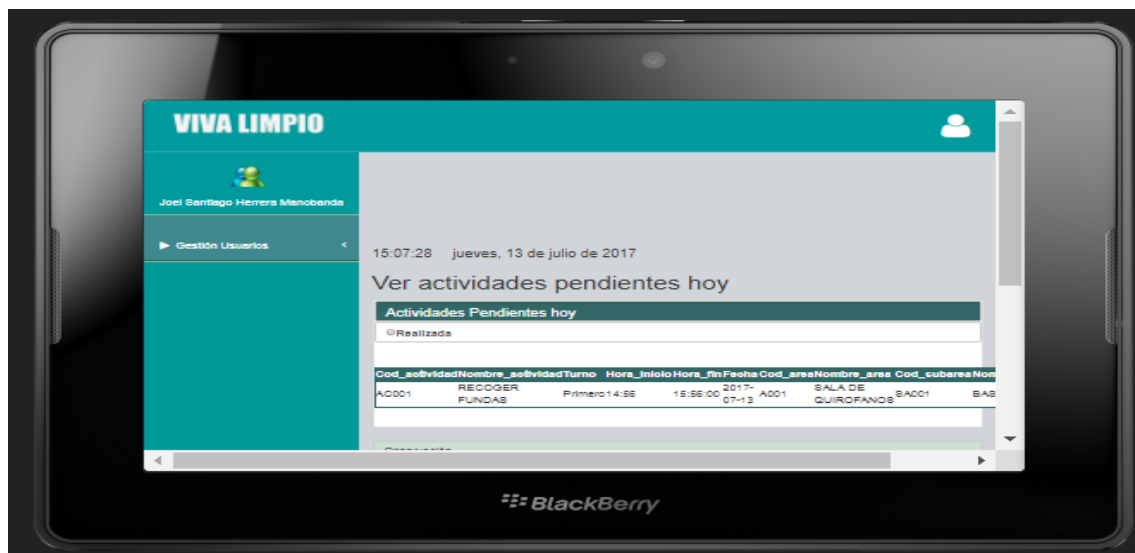 VIVA LIMPIO
Joel Santiago Herrera Manobanda
Gestión Usuarios
15:07:28 jueves, 13 de julio de 2017
Ver actividades pendientes hoy
Actividades Pendientes hoy
Realizada
Cod_actividad Nombre_actividad Turno Hora_Inicio Hora_fin Fecha Cod_area Nombre_area Cod_subarea Nom
AC001 RECOGER FUNDAS Primero 14:56 15:56:00 2017-07-13 A001 SALA DE QUIROFANOS SA001 BAS
BlackBerry